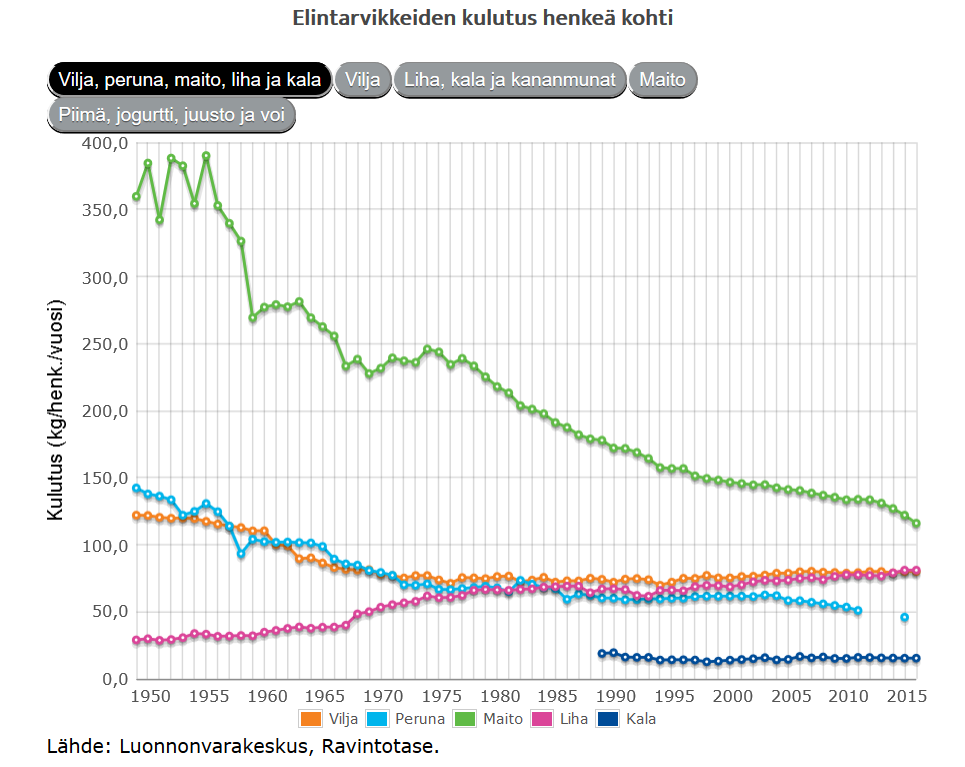 Elintarvikkeiden kulutus henkeä kohti
Vilja, peruna, maito, liha ja kala Vilja Liha, kala ja kananmunat Maito
Piimä, jogurtti, juusto ja voi
Kulutus (kg/henk./vuosi)
400,0
350,0
300,0
250,0
200,0
150,0
100,0
50,0
0,0
1950 1955 1960 1965 1970 1975 1980 1985 1990 1995 2000 2005 2010 2015
Vilja Peruna Maito Liha Kala
Lähde: Luonnonvarakeskus, Ravintotase.